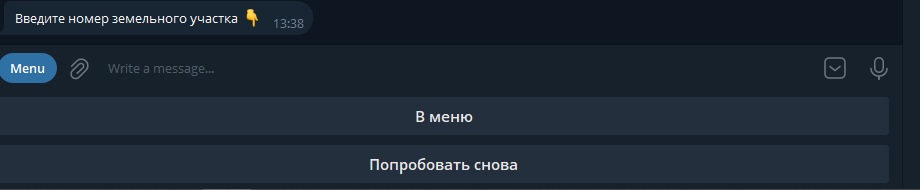 Введите номер земельного участка 👇 13:38
Menu Write a message...
В меню
Попробовать снова